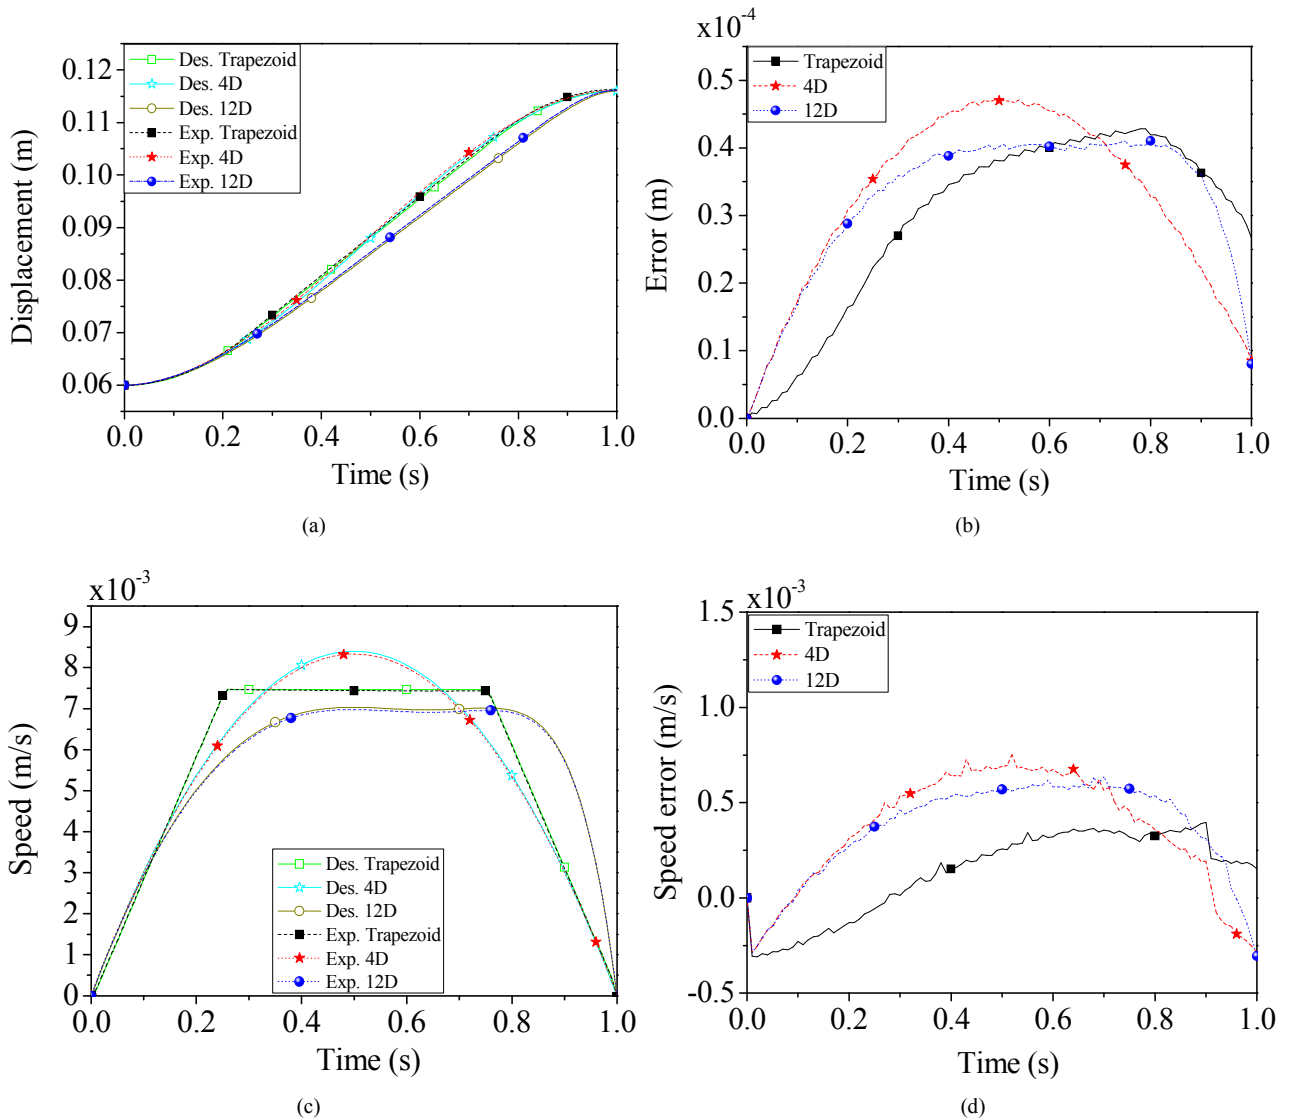 Des. Trapezoid
Des. 4D
Des. 12D
Exp. Trapezoid
Exp. 4D
Exp. 12D
0.12
0.11
0.10
0.09
0.08
0.07
0.06
Displacement (m)
0.0 0.2 0.4 0.6 0.8 1.0
Time (s)
(a)
x10-4
Trapezoid
4D
12D
0.5
0.4
0.3
0.2
0.1
0.0
Error (m)
0.0 0.2 0.4 0.6 0.8 1.0
Time (s)
(b)
x10-3
9
8
7
6
5
4
3
2
1
0
Speed (m/s)
Des. Trapezoid
Des. 4D
Des. 12D
Exp. Trapezoid
Exp. 4D
Exp. 12D
0.0 0.2 0.4 0.6 0.8 1.0
Time (s)
(c)
x10-3
Trapezoid
4D
12D
1.5
1.0
0.5
0.0
-0.5
Speed error (m/s)
0.0 0.2 0.4 0.6 0.8 1.0
Time (s)
(d)